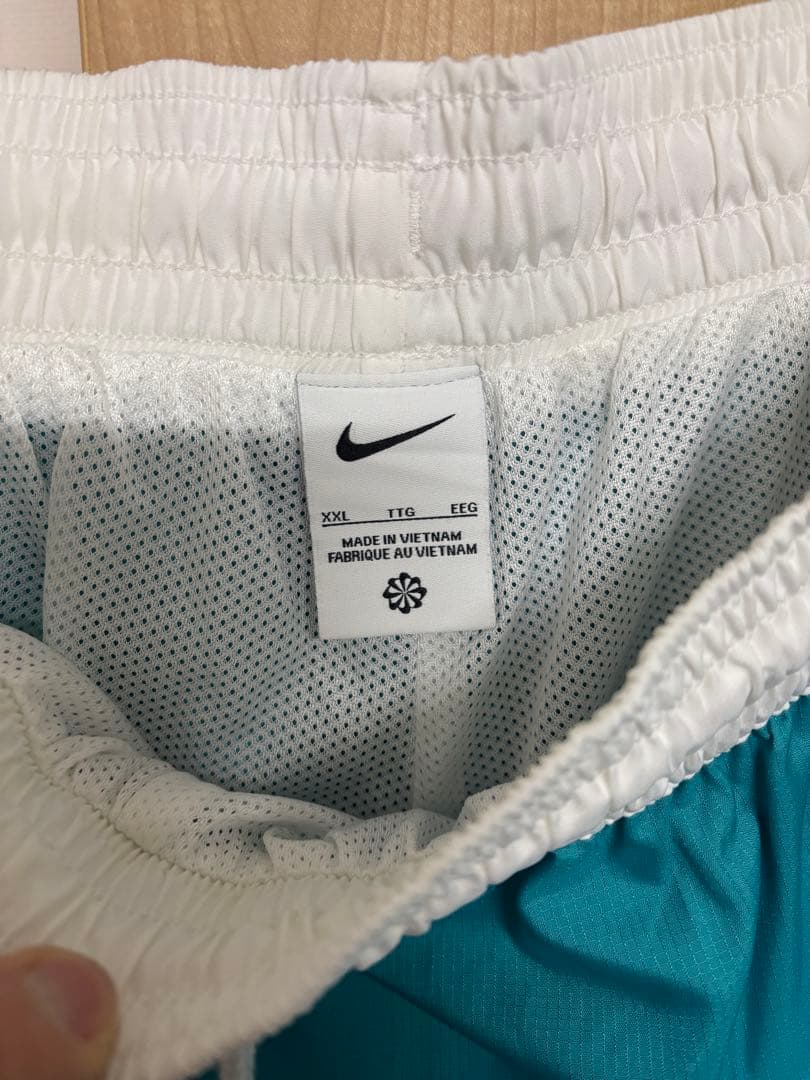 XXL TTG EEG
MADE IN VIETNAM
FABRIQUE AU VIETNAM